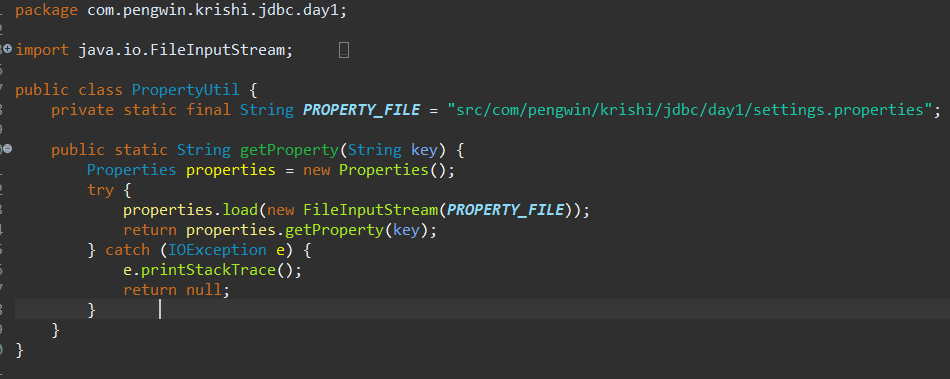 package com.pengwin.krishi.jdbc.day1;
import java.io.FileInputStream;
public class PropertyUtil {
private static final String PROPERTY_FILE = "src/com/pengwin/krishi/jdbc/day1/settings.properties";
public static String getProperty(String key) {
Properties properties = new Properties();
try {
properties.load(new FileInputStream(PROPERTY_FILE));
return properties.getProperty(key);
} catch (IOException e) {
e.printStackTrace();
return null;
}
}
}